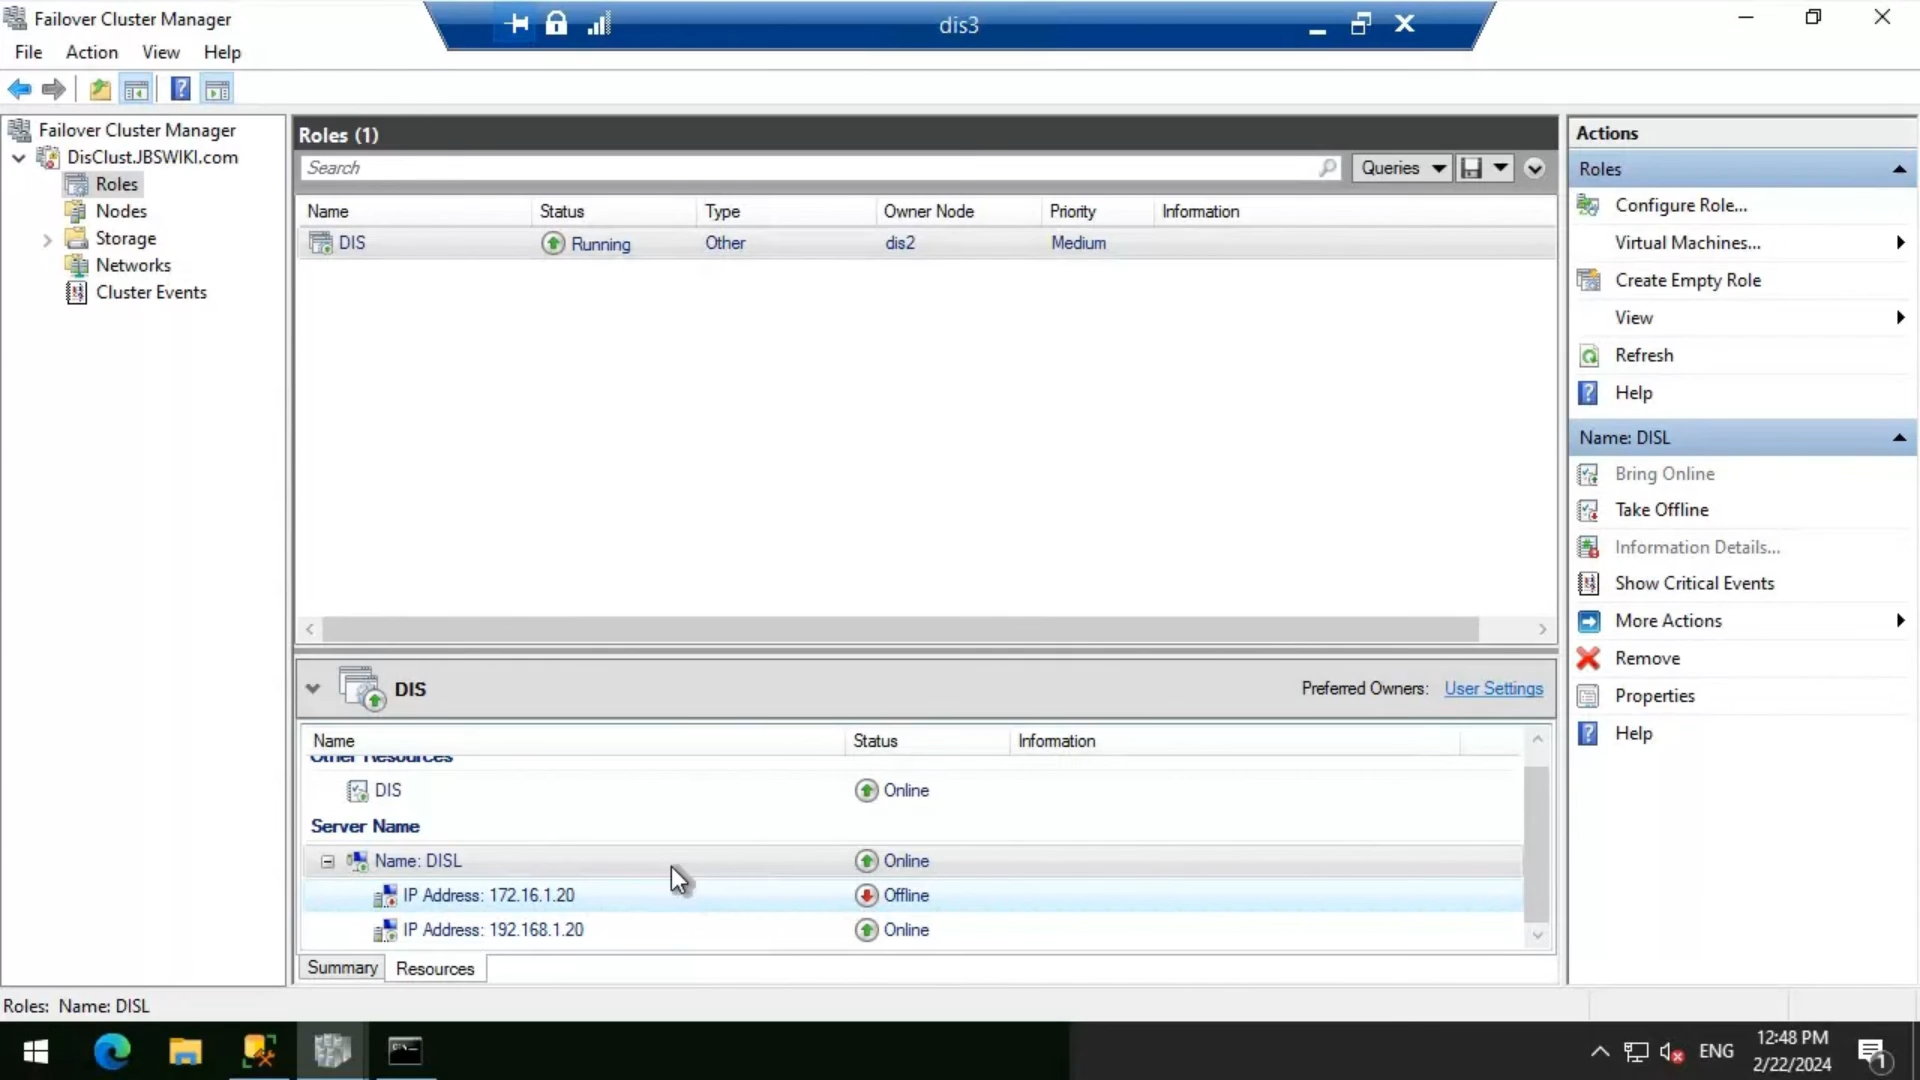 Failover Cluster Manager
dis3
File Action View Help
Failover Cluster Manager
DisClust.JBSWIKI.com
Roles
Nodes
Storage
Networks
Cluster Events
Roles (1)
Search
Queries
Name Status Type Owner Node Priority Information
DIS Running Other dis2 Medium
DIS
Preferred Owners: User Settings
Name Status Information
Other Resources
DIS Online
Server Name
Name: DISL Online
IP Address: 172.16.1.20 Offline
IP Address: 192.168.1.20 Online
Summary Resources
Actions
Roles
Configure Role...
Virtual Machines...
Create Empty Role
View
Refresh
Help
Name: DISL
Bring Online
Take Offline
Information Details...
Show Critical Events
More Actions
Remove
Properties
Help
Roles: Name: DISL
ENG
12:48 PM
2/22/2024
1